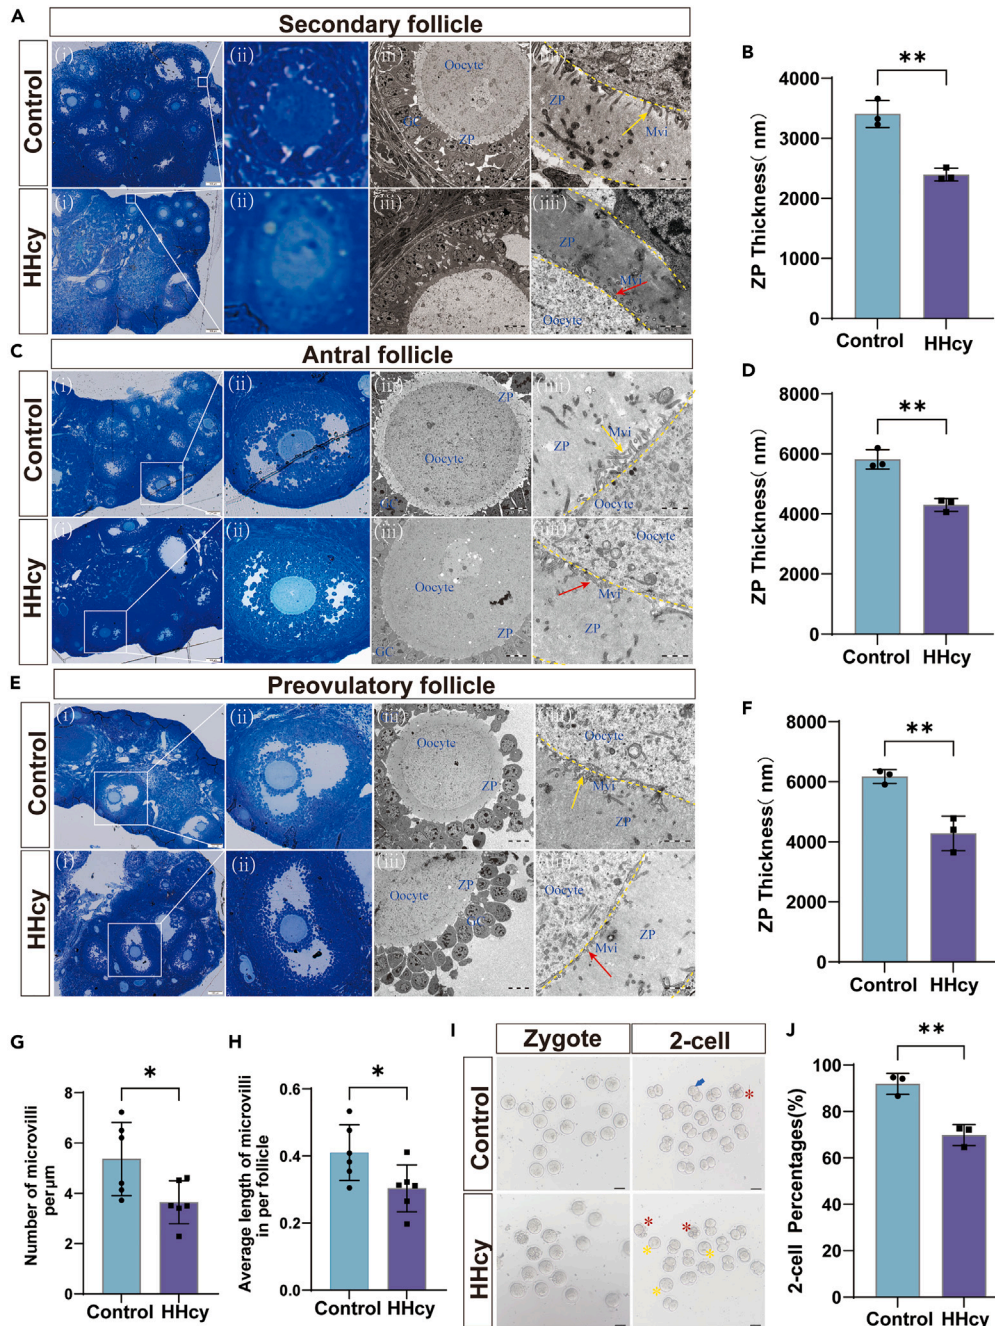 A
Secondary follicle
Control
(i)
(ii)
(iii)
Oocyte
GC
ZP
ZP
Mvi
HHcy
(i)
(ii)
(iii)
(iiii)
ZP
Mvi
Oocyte
B
**
ZP Thickness( nm)
4000
3000
2000
1000
0
Control
HHcy
C
Antral follicle
Control
(i)
(ii)
ZP
Oocyte
Mvi
ZP
Oocyte
HHcy
(i)
(ii)
(iii)
Oocyte
ZP
GC
Oocyte
Mvi
ZP
D
**
ZP Thickness( nm)
8000
6000
4000
2000
0
Control
HHcy
E
Preovulatory follicle
Control
(i)
(ii)
(iii)
Oocyte
ZP
Oocyte
Mvi
ZP
HHcy
(i)
(ii)
(iii)
Oocyte
ZP
GC
Oocyte
Mvi
ZP
F
**
ZP Thickness( nm)
8000
6000
4000
2000
0
Control
HHcy
G
*
Number of microvilli
per μm
8
6
4
2
0
Control
HHcy
H
*
Average length of microvilli
in per follicle
0.6
0.4
0.2
0.0
Control
HHcy
I
Zygote
2-cell
Control
*
HHcy
*
*
*
*
*
J
**
2-cell Percentages(%)
100
80
60
40
20
0
Control
HHcy